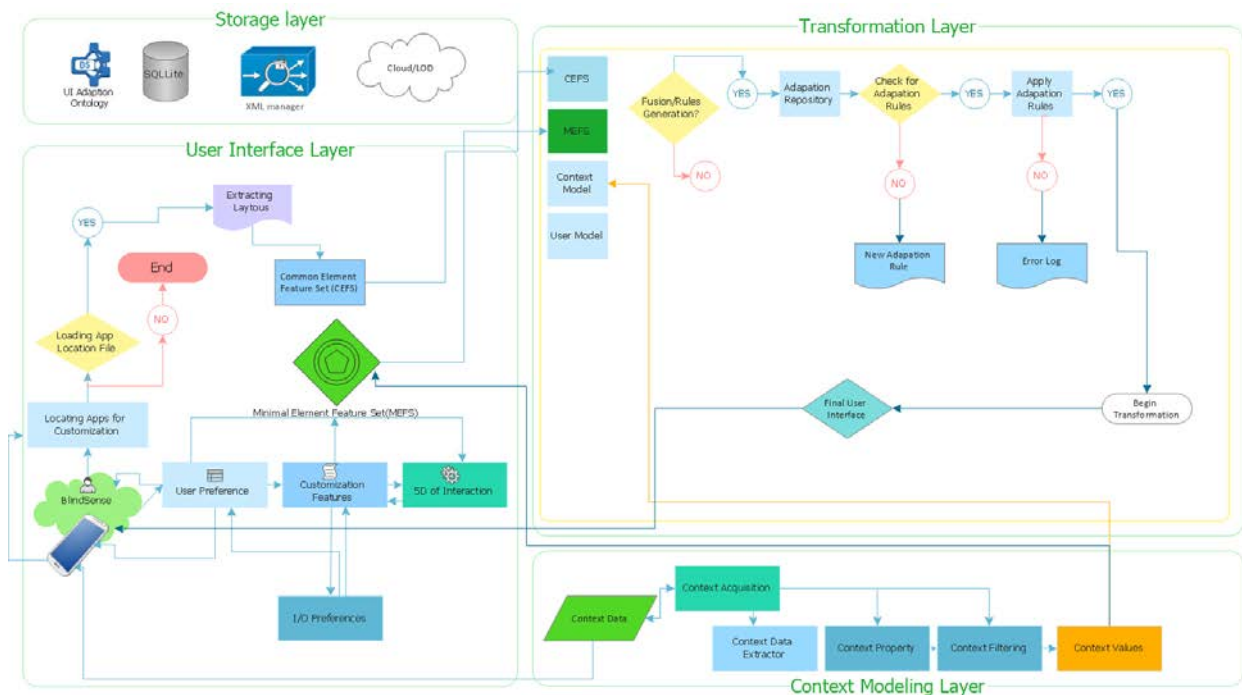 Storage layer
UI Adaption
Ontology
SQLLite
XML manager
Cloud/LOD
User Interface Layer
YES
Extracting
Laytous
End
Common Element
Feature Set (CEFS)
NO
Loading App
Location File
Minimal Element Feature Set(MEFS)
Locating Apps for
Customization
BlindSense
User Preference
Customization
Features
5D of Interaction
I/O Preferences
Transformation Layer
CEFS
MEFS
Context
Model
User Model
Fusion/Rules
Generation?
YES
NO
Adapation
Repository
Check for
Adapation
Rules
YES
NO
Apply
Adapation
Rules
YES
NO
New Adapation
Rule
Error Log
Final User
Interface
Begin
Transformation
Context Data
Context Acquisition
Context Data
Extractor
Context Property
Context Filtering
Context Values
Context Modeling Layer